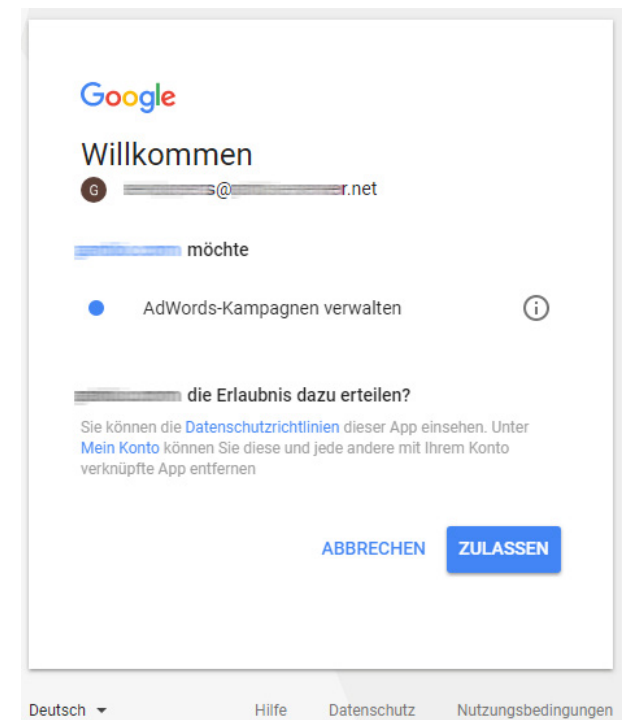 Google
Willkommen
G s@ r.net
möchte
AdWords-Kampagnen verwalten
die Erlaubnis dazu erteilen?
Sie können die Datenschutzrichtlinien dieser App einsehen. Unter
Mein Konto können Sie diese und jede andere mit Ihrem Konto
verknüpfte App entfernen
ABBRECHEN ZULASSEN
Deutsch Hilfe Datenschutz Nutzungsbedingungen